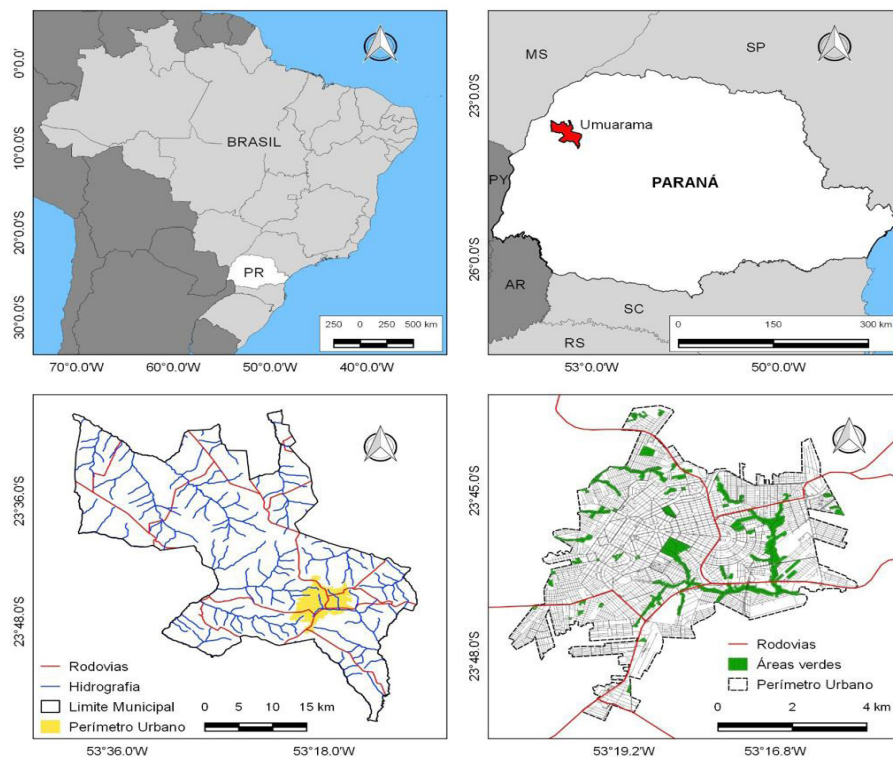 0°0.0'
10°0.0'S
20°0.0'S
30°0.0'S
BRASIL
PR
250 0 250 500 km
70°0.0'W 60°0.0'W 50°0.0'W 40°0.0'W
23°0.0'S
26°0.0'S
MS
SP
Umuarama
PARANÁ
PY
AR
SC
RS
0 150 300 km
53°0.0'W 50°0.0'W
23°36.0'S
23°48.0'S
Rodovias
Hidrografia
Limite Municipal
Perímetro Urbano
0 5 10 15 km
53°36.0'W 53°18.0'W
23°45.0'S
23°48.0'S
Rodovias
Áreas verdes
Perímetro Urbano
0 2 4 km
53°19.2'W 53°16.8'W